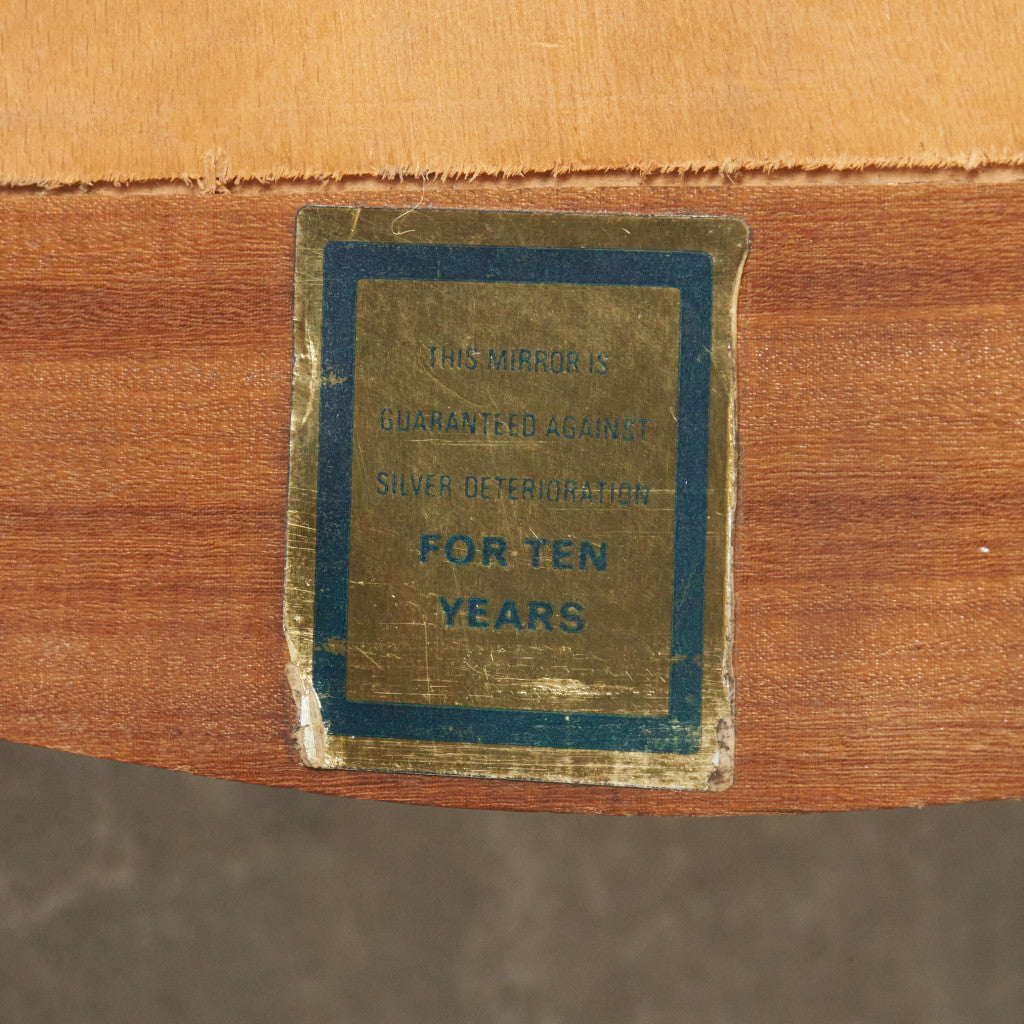 THIS MIRROR IS
GUARANTEED AGAINST
SILVER DETERIORATION
FOR TEN
YEARS